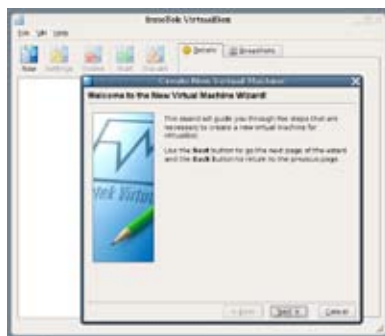 innotek VirtualBox
File VM Help
New Settings Delete Start Discard
Details Snapshots
Create New Virtual Machine
Welcome to the New Virtual Machine Wizard!
This wizard will guide you through the steps that are
necessary to create a new virtual machine for
VirtualBox.
Use the Next button to go the next page of the wizard
and the Back button to return to the previous page.
tek Virtu
< Back Next > Cancel